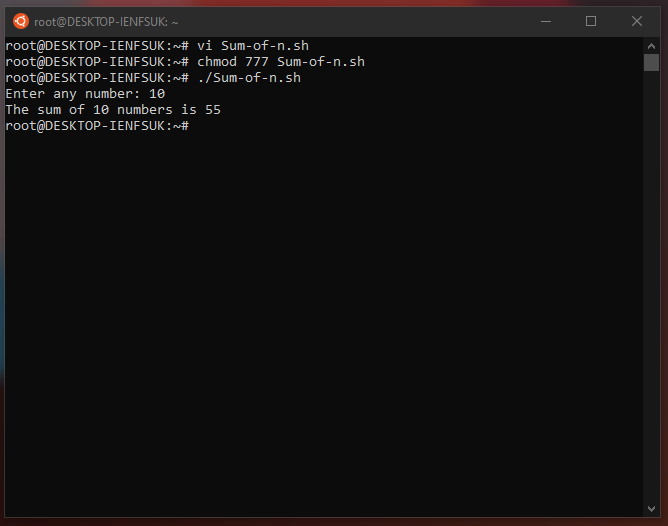 root@DESKTOP-IENFSUK: ~
root@DESKTOP-IENFSUK:~# vi Sum-of-n.sh
root@DESKTOP-IENFSUK:~# chmod 777 Sum-of-n.sh
root@DESKTOP-IENFSUK:~# ./Sum-of-n.sh
Enter any number: 10
The sum of 10 numbers is 55
root@DESKTOP-IENFSUK:~#